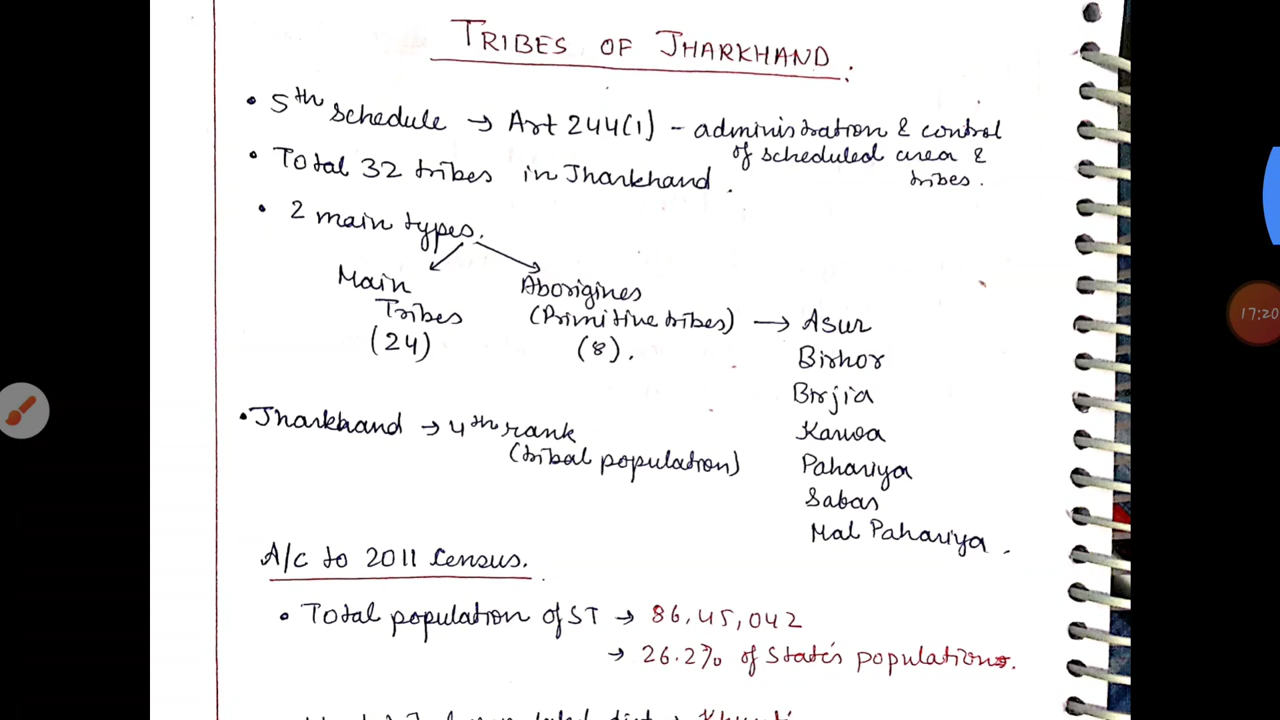 TRIBES OF JHARKHAND.
• 5th schedule → Art 244(1) - administration & control
of scheduled area &
tribes.
• Total 32 tribes in Jharkhand.
• 2 main types.
Main
Tribes
(24)
Aborigines
(Primitive tribes) → Asur
(8).
Birhor
Birjia
Karwa
Pahariya
Sabar
Mal Pahariya.
• Jharkhand → 4th rank
(tribal population)
A/c to 2011 Census.
• Total population of ST → 86,45,042
→ 26.2% of State's population.
17:20